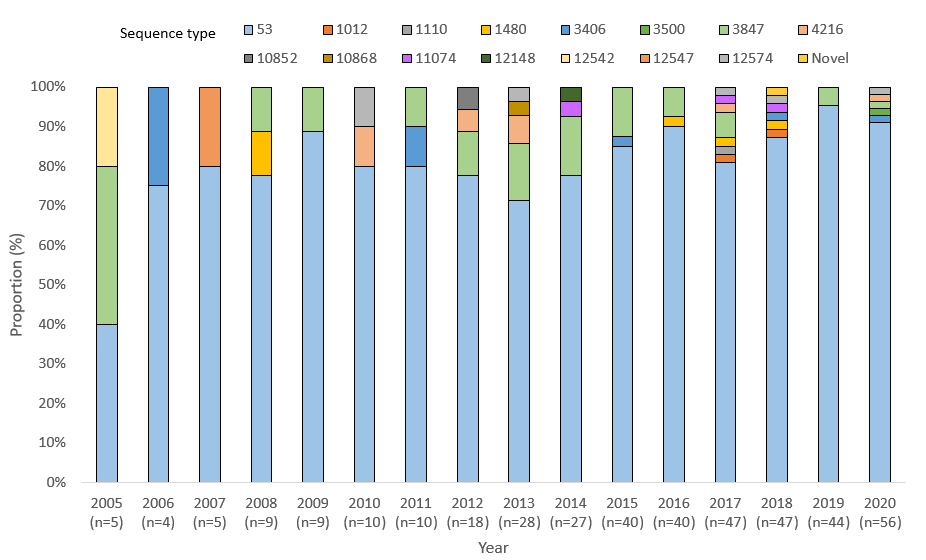 Sequence type 53 1012 1110 1480 3406 3500 3847 4216
10852 10868 11074 12148 12542 12547 12574 Novel
100%
90%
80%
70%
60%
50%
40%
30%
20%
10%
0%
Proportion (%)
2005 2006 2007 2008 2009 2010 2011 2012 2013 2014 2015 2016 2017 2018 2019 2020
(n=5) (n=4) (n=5) (n=9) (n=9) (n=10) (n=10) (n=18) (n=28) (n=27) (n=40) (n=40) (n=47) (n=47) (n=44) (n=56)
Year